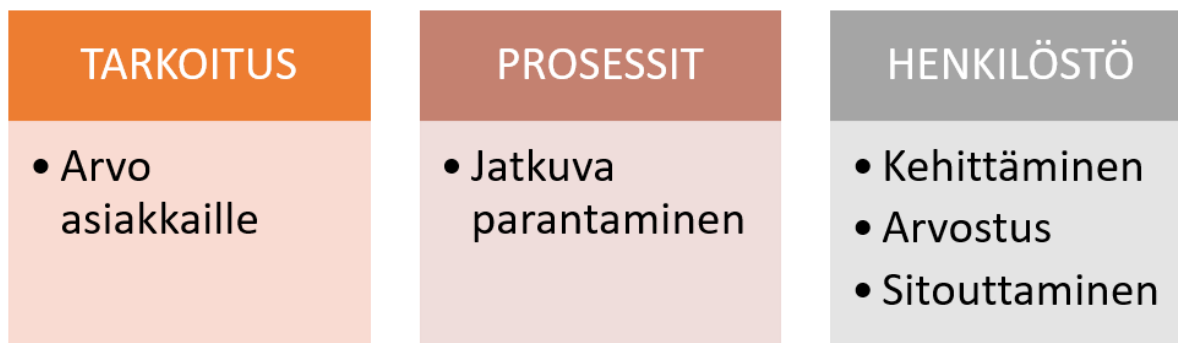 TARKOITUS
• Arvo
asiakkaille
PROSESSIT
• Jatkuva
parantaminen
HENKILÖSTÖ
• Kehittäminen
• Arvostus
• Sitouttaminen